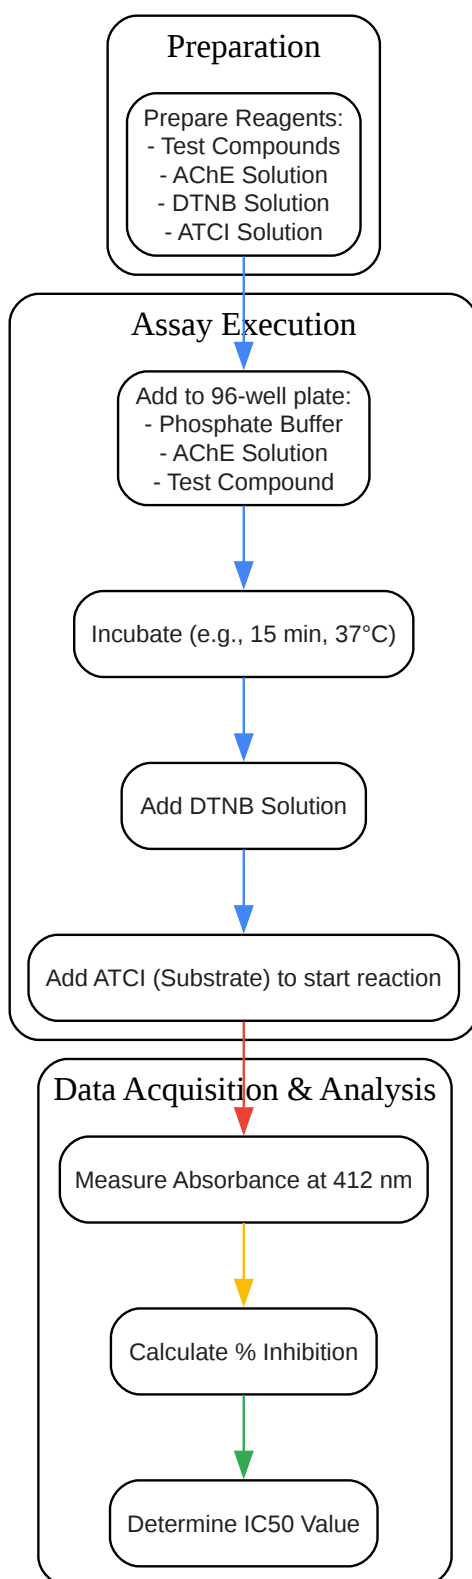 Preparation
Prepare Reagents:
- Test Compounds
- AChE Solution
- DTNB Solution
- ATCI Solution
Assay Execution
Add to 96-well plate:
- Phosphate Buffer
- AChE Solution
- Test Compound
Incubate (e.g., 15 min, 37°C)
Add DTNB Solution
Add ATCI (Substrate) to start reaction
Data Acquisition & Analysis
Measure Absorbance at 412 nm
Calculate % Inhibition
Determine IC50 Value